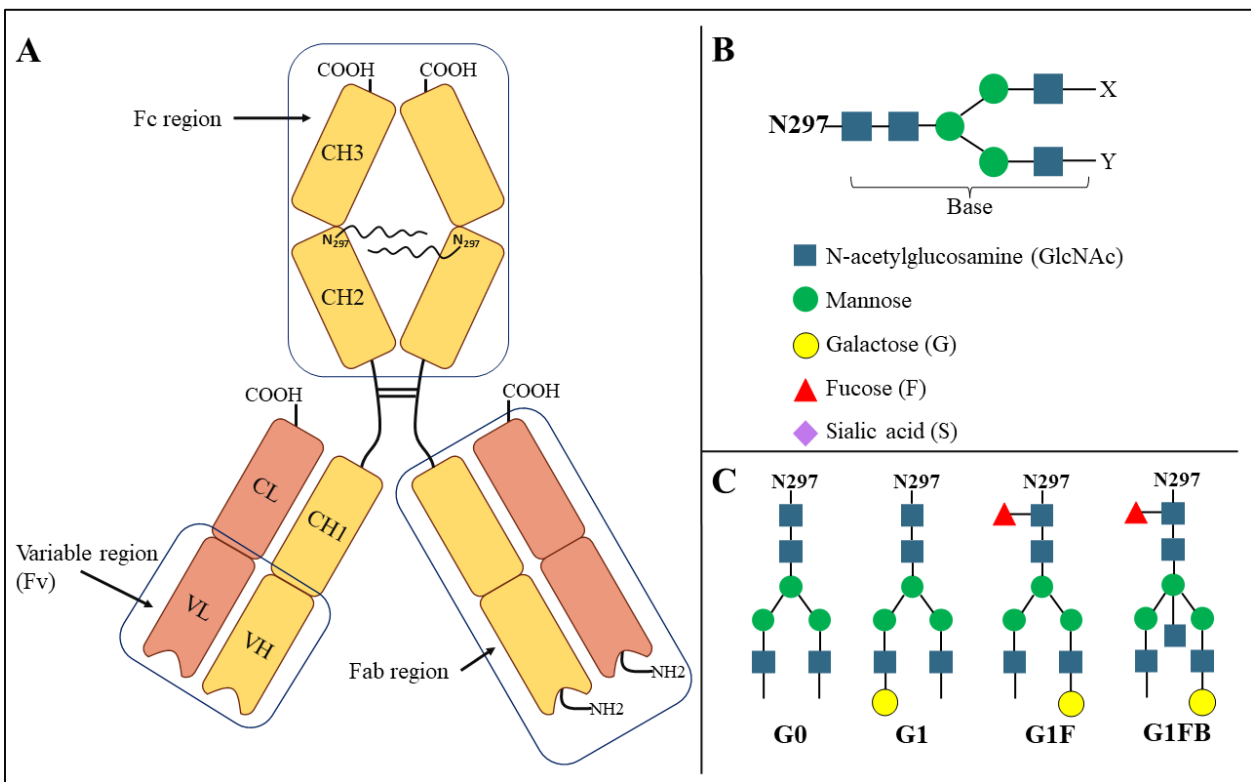 A
COOH
COOH
Fc region
CH3
N297
N297
CH2
COOH
COOH
CL
CH1
Variable region
(Fv)
VL
VH
Fab region
NH2
NH2
B
X
N297
Y
Base
N-acetylglucosamine (GlcNAc)
Mannose
Galactose (G)
Fucose (F)
Sialic acid (S)
C
N297
N297
N297
N297
G0
G1
G1F
G1FB